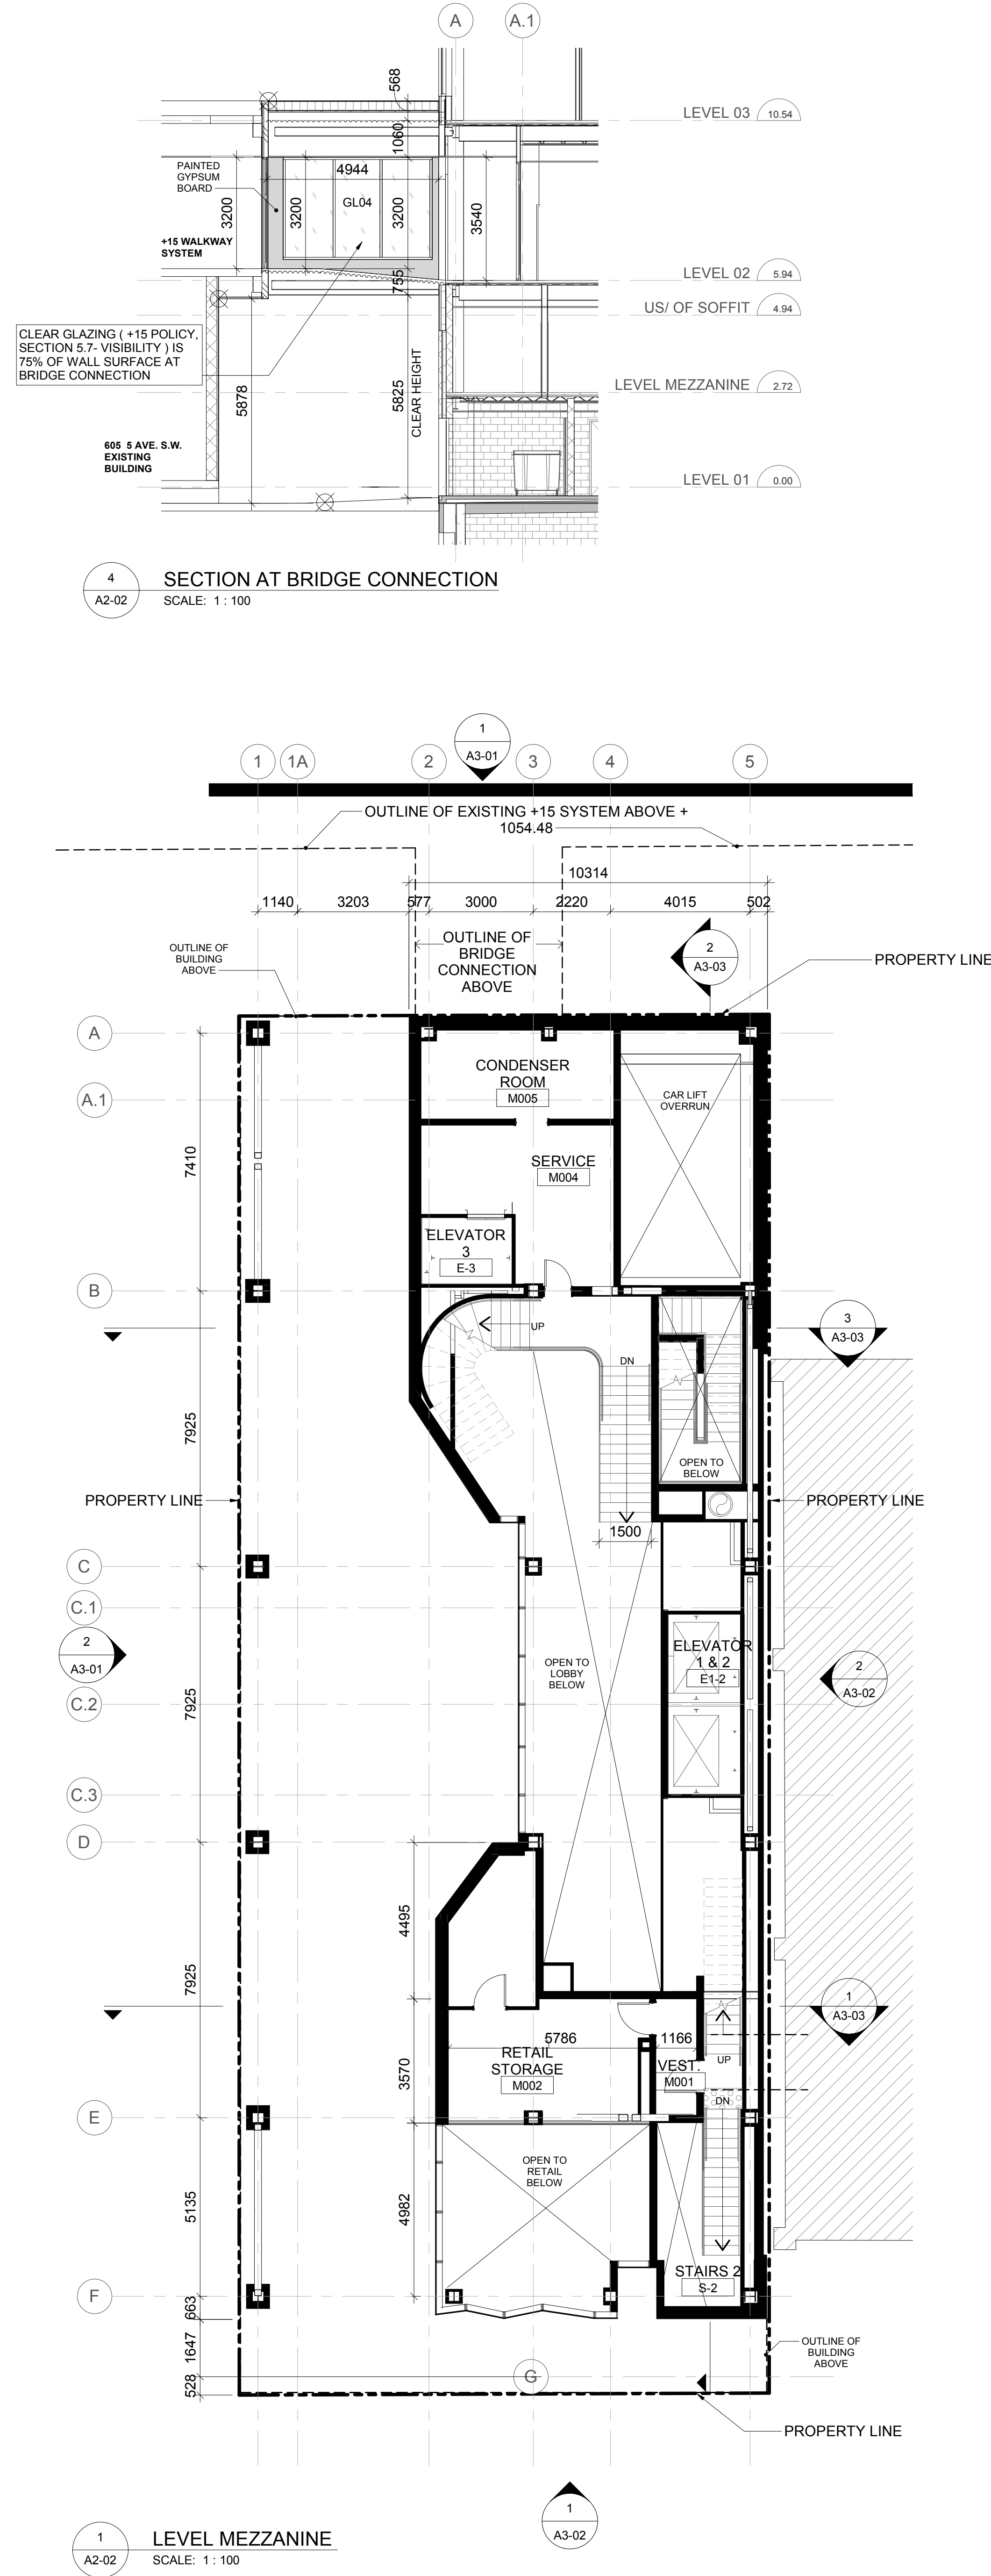 A
A.1
568
1060
LEVEL 03
10.54
PAINTED
GYPSUM
BOARD
4944
GL04
3200
3200
3200
3540
+15 WALKWAY
SYSTEM
755
LEVEL 02
5.94
US/ OF SOFFIT
4.94
CLEAR GLAZING ( +15 POLICY,
SECTION 5.7- VISIBILITY ) IS
75% OF WALL SURFACE AT
BRIDGE CONNECTION
5878
5825
CLEAR HEIGHT
LEVEL MEZZANINE
2.72
605 5 AVE. S.W.
EXISTING
BUILDING
LEVEL 01
0.00
4
A2-02
SECTION AT BRIDGE CONNECTION
SCALE: 1 : 100
1
A3-01
1
1A
2
3
4
5
OUTLINE OF EXISTING +15 SYSTEM ABOVE +
1054.48
10314
1140
3203
577
3000
2220
4015
502
OUTLINE OF
BUILDING
ABOVE
OUTLINE OF
BRIDGE
CONNECTION
ABOVE
2
A3-03
PROPERTY LINE
A
CONDENSER
ROOM
M005
CAR LIFT
OVERRUN
A.1
7410
SERVICE
M004
ELEVATOR
3
E-3
B
UP
3
A3-03
DN
7925
OPEN TO
BELOW
PROPERTY LINE
PROPERTY LINE
1500
C
C.1
2
A3-01
ELEVATOR
1 & 2
E1-2
OPEN TO
LOBBY
BELOW
2
A3-02
C.2
7925
C.3
D
4495
7925
1
A3-03
5786
1166
RETAIL
STORAGE
M002
VEST.
M001
UP
3570
DN
E
OPEN TO
RETAIL
BELOW
5135
4982
STAIRS 2
S-2
F
663
1647
OUTLINE OF
BUILDING
ABOVE
G
528
PROPERTY LINE
1
A3-02
1
A2-02
LEVEL MEZZANINE
SCALE: 1 : 100